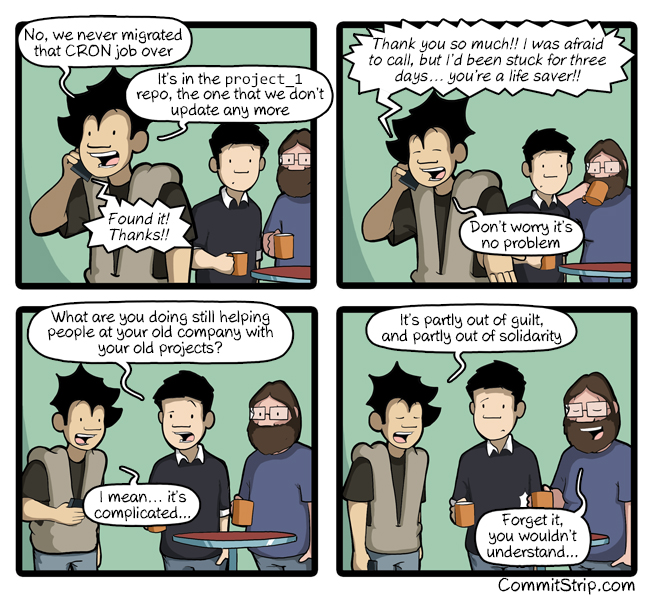 No, we never migrated
that CRON job over
It's in the project_1
repo, the one that we don't
update any more
Found it!
Thanks!!
Thank you so much!! I was afraid
to call, but I'd been stuck for three
days... you're a life saver!!
Don't worry it's
no problem
What are you doing still helping
people at your old company with
your old projects?
I mean... it's
complicated...
It's partly out of guilt,
and partly out of solidarity
Forget it,
you wouldn't
understand...
CommitStrip.com